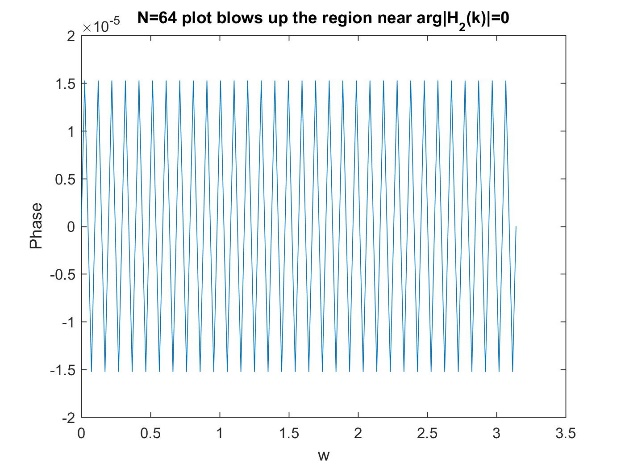 N=64 plot blows up the region near arg|H₂(k)|=0
×10⁻⁵
2
1.5
1
0.5
0
-0.5
-1
-1.5
-2
Phase
0 0.5 1 1.5 2 2.5 3 3.5
w